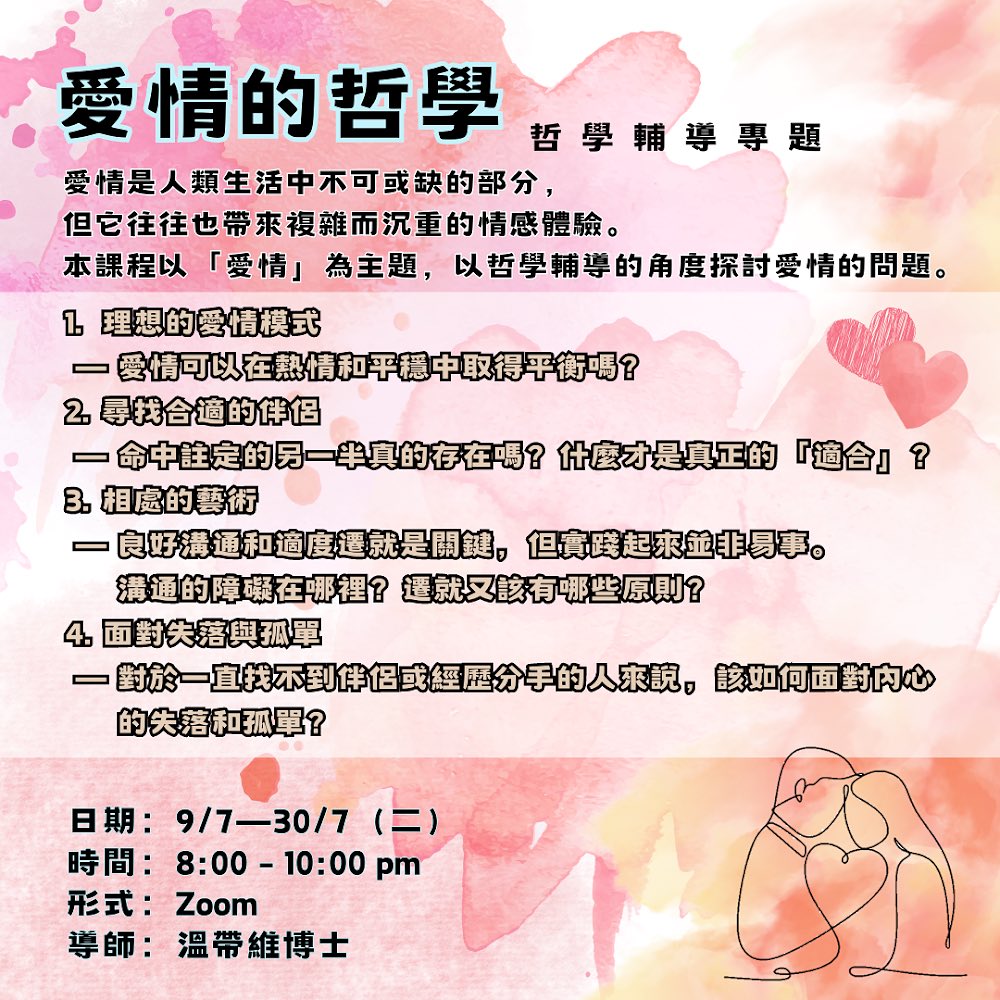 愛情的哲學
哲學輔導專題
愛情是人類生活中不可或缺的部分，
但它往往也帶來複雜而沉重的情感體驗。
本課程以「愛情」為主題，以哲學輔導的角度探討愛情的問題。
1. 理想的愛情模式
— 愛情可以在熱情和平穩中取得平衡嗎？
2. 尋找合適的伴侶
— 命中註定的另一半真的存在嗎？什麼才是真正的「適合」？
3. 相處的藝術
— 良好溝通和適度遷就是關鍵，但實踐起來並非易事。
溝通的障礙在哪裡？遷就又該有哪些原則？
4. 面對失落與孤單
— 對於一直找不到伴侶或經歷分手的人來說，該如何面對內心
的失落和孤單？
日期：9/7—30/7（二）
時間：8:00 – 10:00 pm
形式：Zoom
導師：溫帶維博士